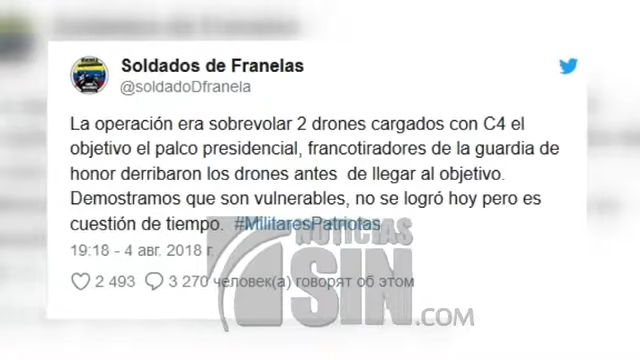 Soldados de Franelas
@soldadoDfranela
La operación era sobrevolar 2 drones cargados con C4 el
objetivo el palco presidencial, francotiradores de la guardia de
honor derribaron los drones antes de llegar al objetivo.
Demostramos que son vulnerables, no se logró hoy pero es
cuestión de tiempo. #MilitaresPatriotas
19:18 - 4 авг. 2018 г.
2 493 3 270 человек(а) говорят об этом
NOTICIAS
SIN.COM